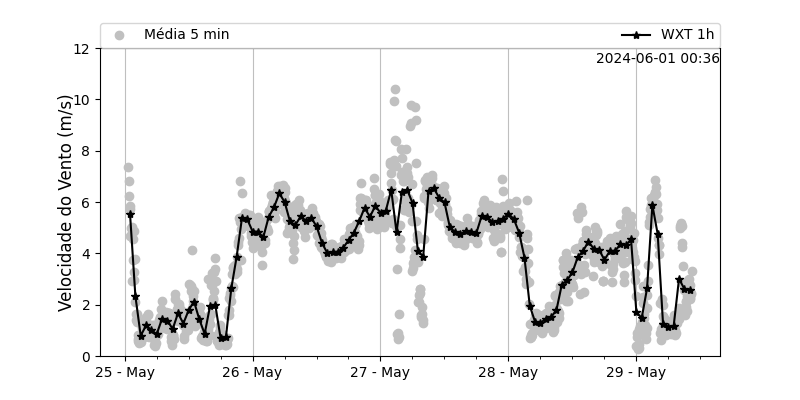 Média 5 min
WXT 1h
2024-06-01 00:36
Velocidade do Vento (m/s)
12
10
8
6
4
2
0
25 - May
26 - May
27 - May
28 - May
29 - May